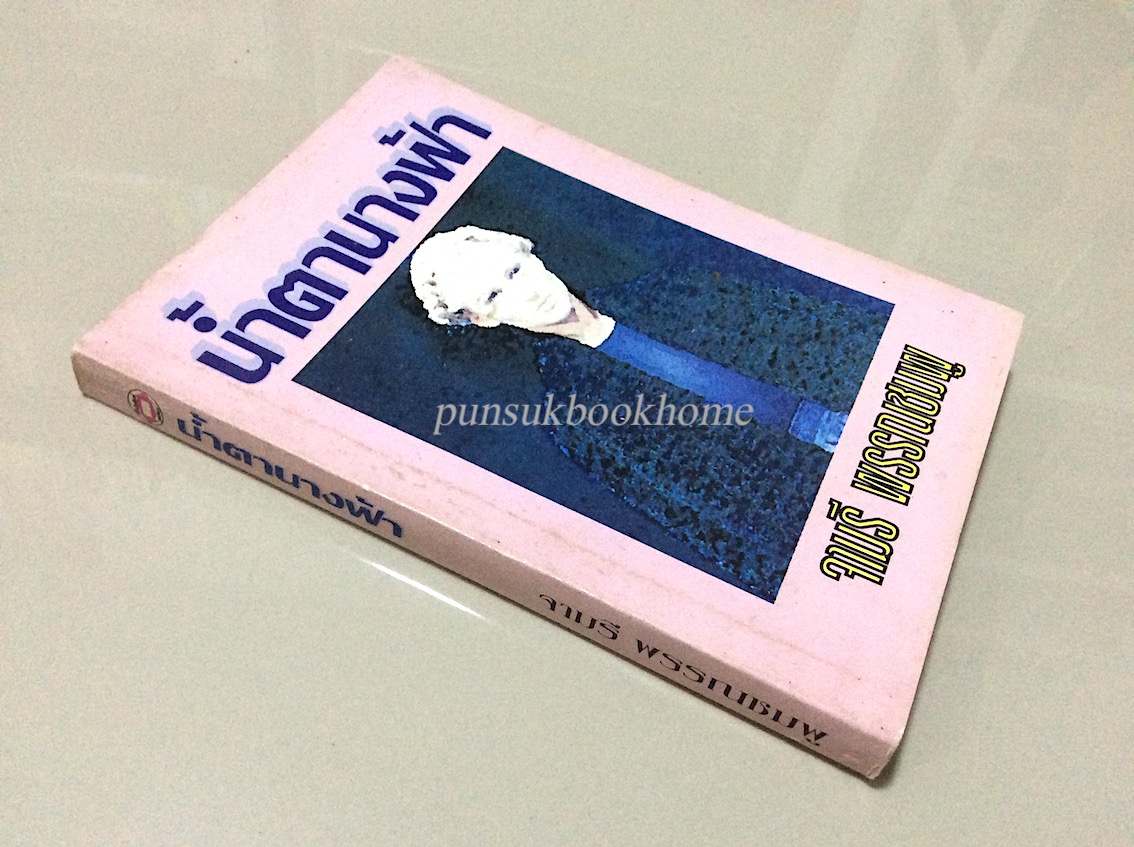 น้ำตานางฟ้า
จามรี พรรณชมพู
น้ำตานางฟ้า
จามรี พรรณชมพู
punsukbookhome